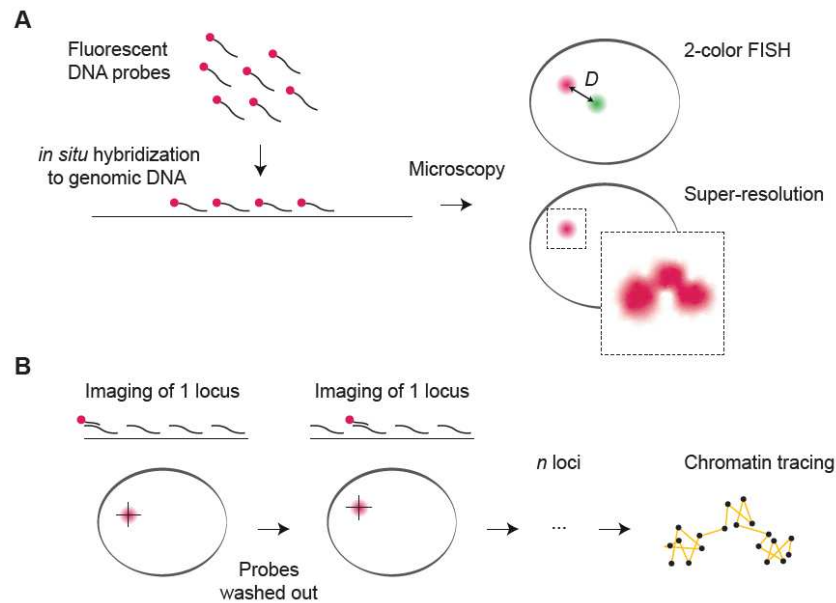 A
Fluorescent
DNA probes
in situ hybridization
to genomic DNA
Microscopy
2-color FISH
D
Super-resolution
B
Imaging of 1 locus
Imaging of 1 locus
Probes
washed out
n loci
...
Chromatin tracing